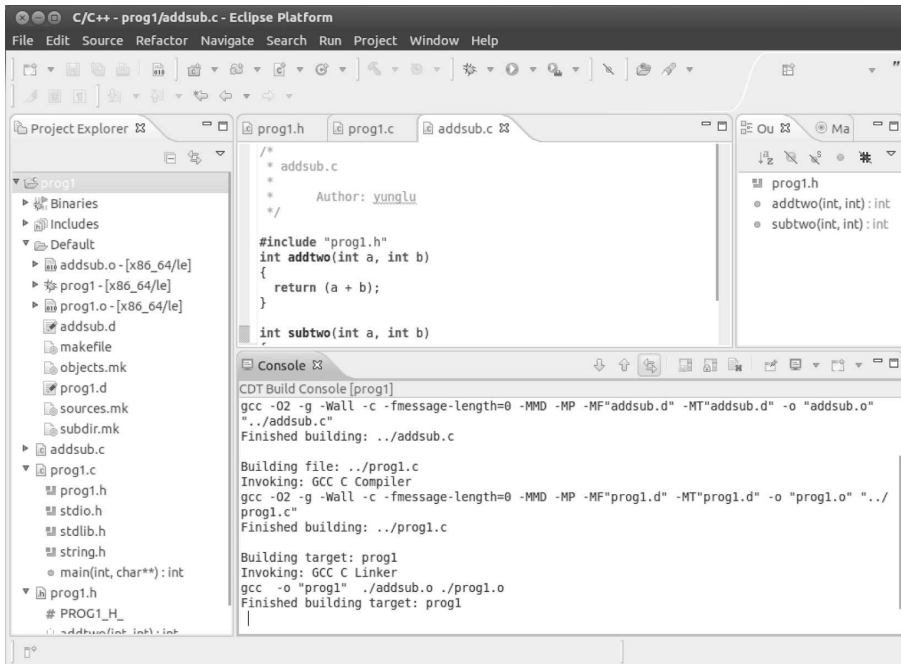 C/C++ - prog1/addsub.c - Eclipse Platform
File Edit Source Refactor Navigate Search Run Project Window Help
Project Explorer
prog1
Binaries
Includes
Default
addsub.o - [x86_64/le]
prog1 - [x86_64/le]
prog1.o - [x86_64/le]
addsub.d
makefile
objects.mk
prog1.d
sources.mk
subdir.mk
addsub.c
prog1.c
prog1.h
stdio.h
stdlib.h
string.h
main(int, char**) : int
prog1.h
# PROG1_H_
addtwo(int, int) : int
prog1.h prog1.c addsub.c
/*
* addsub.c
*
* Author: yunglu
*/
#include "prog1.h"
int addtwo(int a, int b)
{
return (a + b);
}
int subtwo(int a, int b)
{
Ou Ma
prog1.h
addtwo(int, int) : int
subtwo(int, int) : int
Console
CDT Build Console [prog1]
gcc -O2 -g -Wall -c -fmessage-length=0 -MMD -MP -MF"addsub.d" -MT"addsub.d" -o "addsub.o"
"../addsub.c"
Finished building: ../addsub.c
Building file: ../prog1.c
Invoking: GCC C Compiler
gcc -O2 -g -Wall -c -fmessage-length=0 -MMD -MP -MF"prog1.d" -MT"prog1.d" -o "prog1.o" "../
prog1.c"
Finished building: ../prog1.c
Building target: prog1
Invoking: GCC C Linker
gcc -o "prog1" ./addsub.o ./prog1.o
Finished building target: prog1